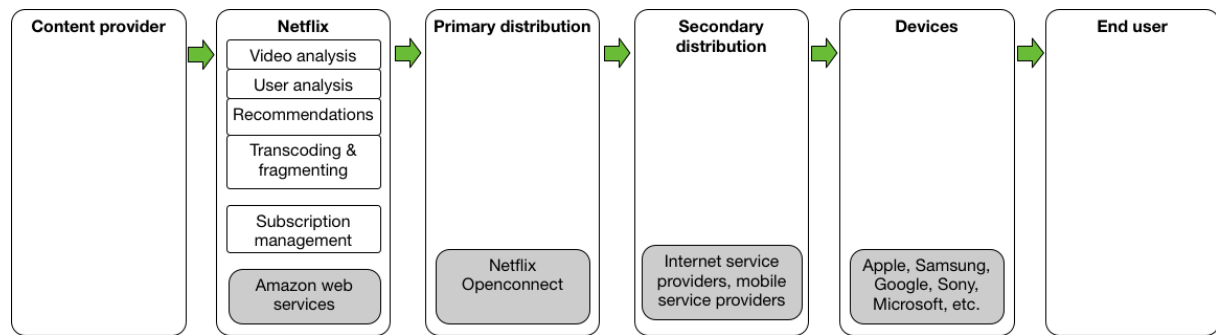 Content provider
Netflix
Video analysis
User analysis
Recommendations
Transcoding &
fragmenting
Subscription
management
Amazon web
services
Primary distribution
Netflix
Openconnect
Secondary
distribution
Internet service
providers, mobile
service providers
Devices
Apple, Samsung,
Google, Sony,
Microsoft, etc.
End user